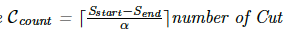 e 𝒞_count = ⌈(S_start − S_end)/α⌉ number of Cut